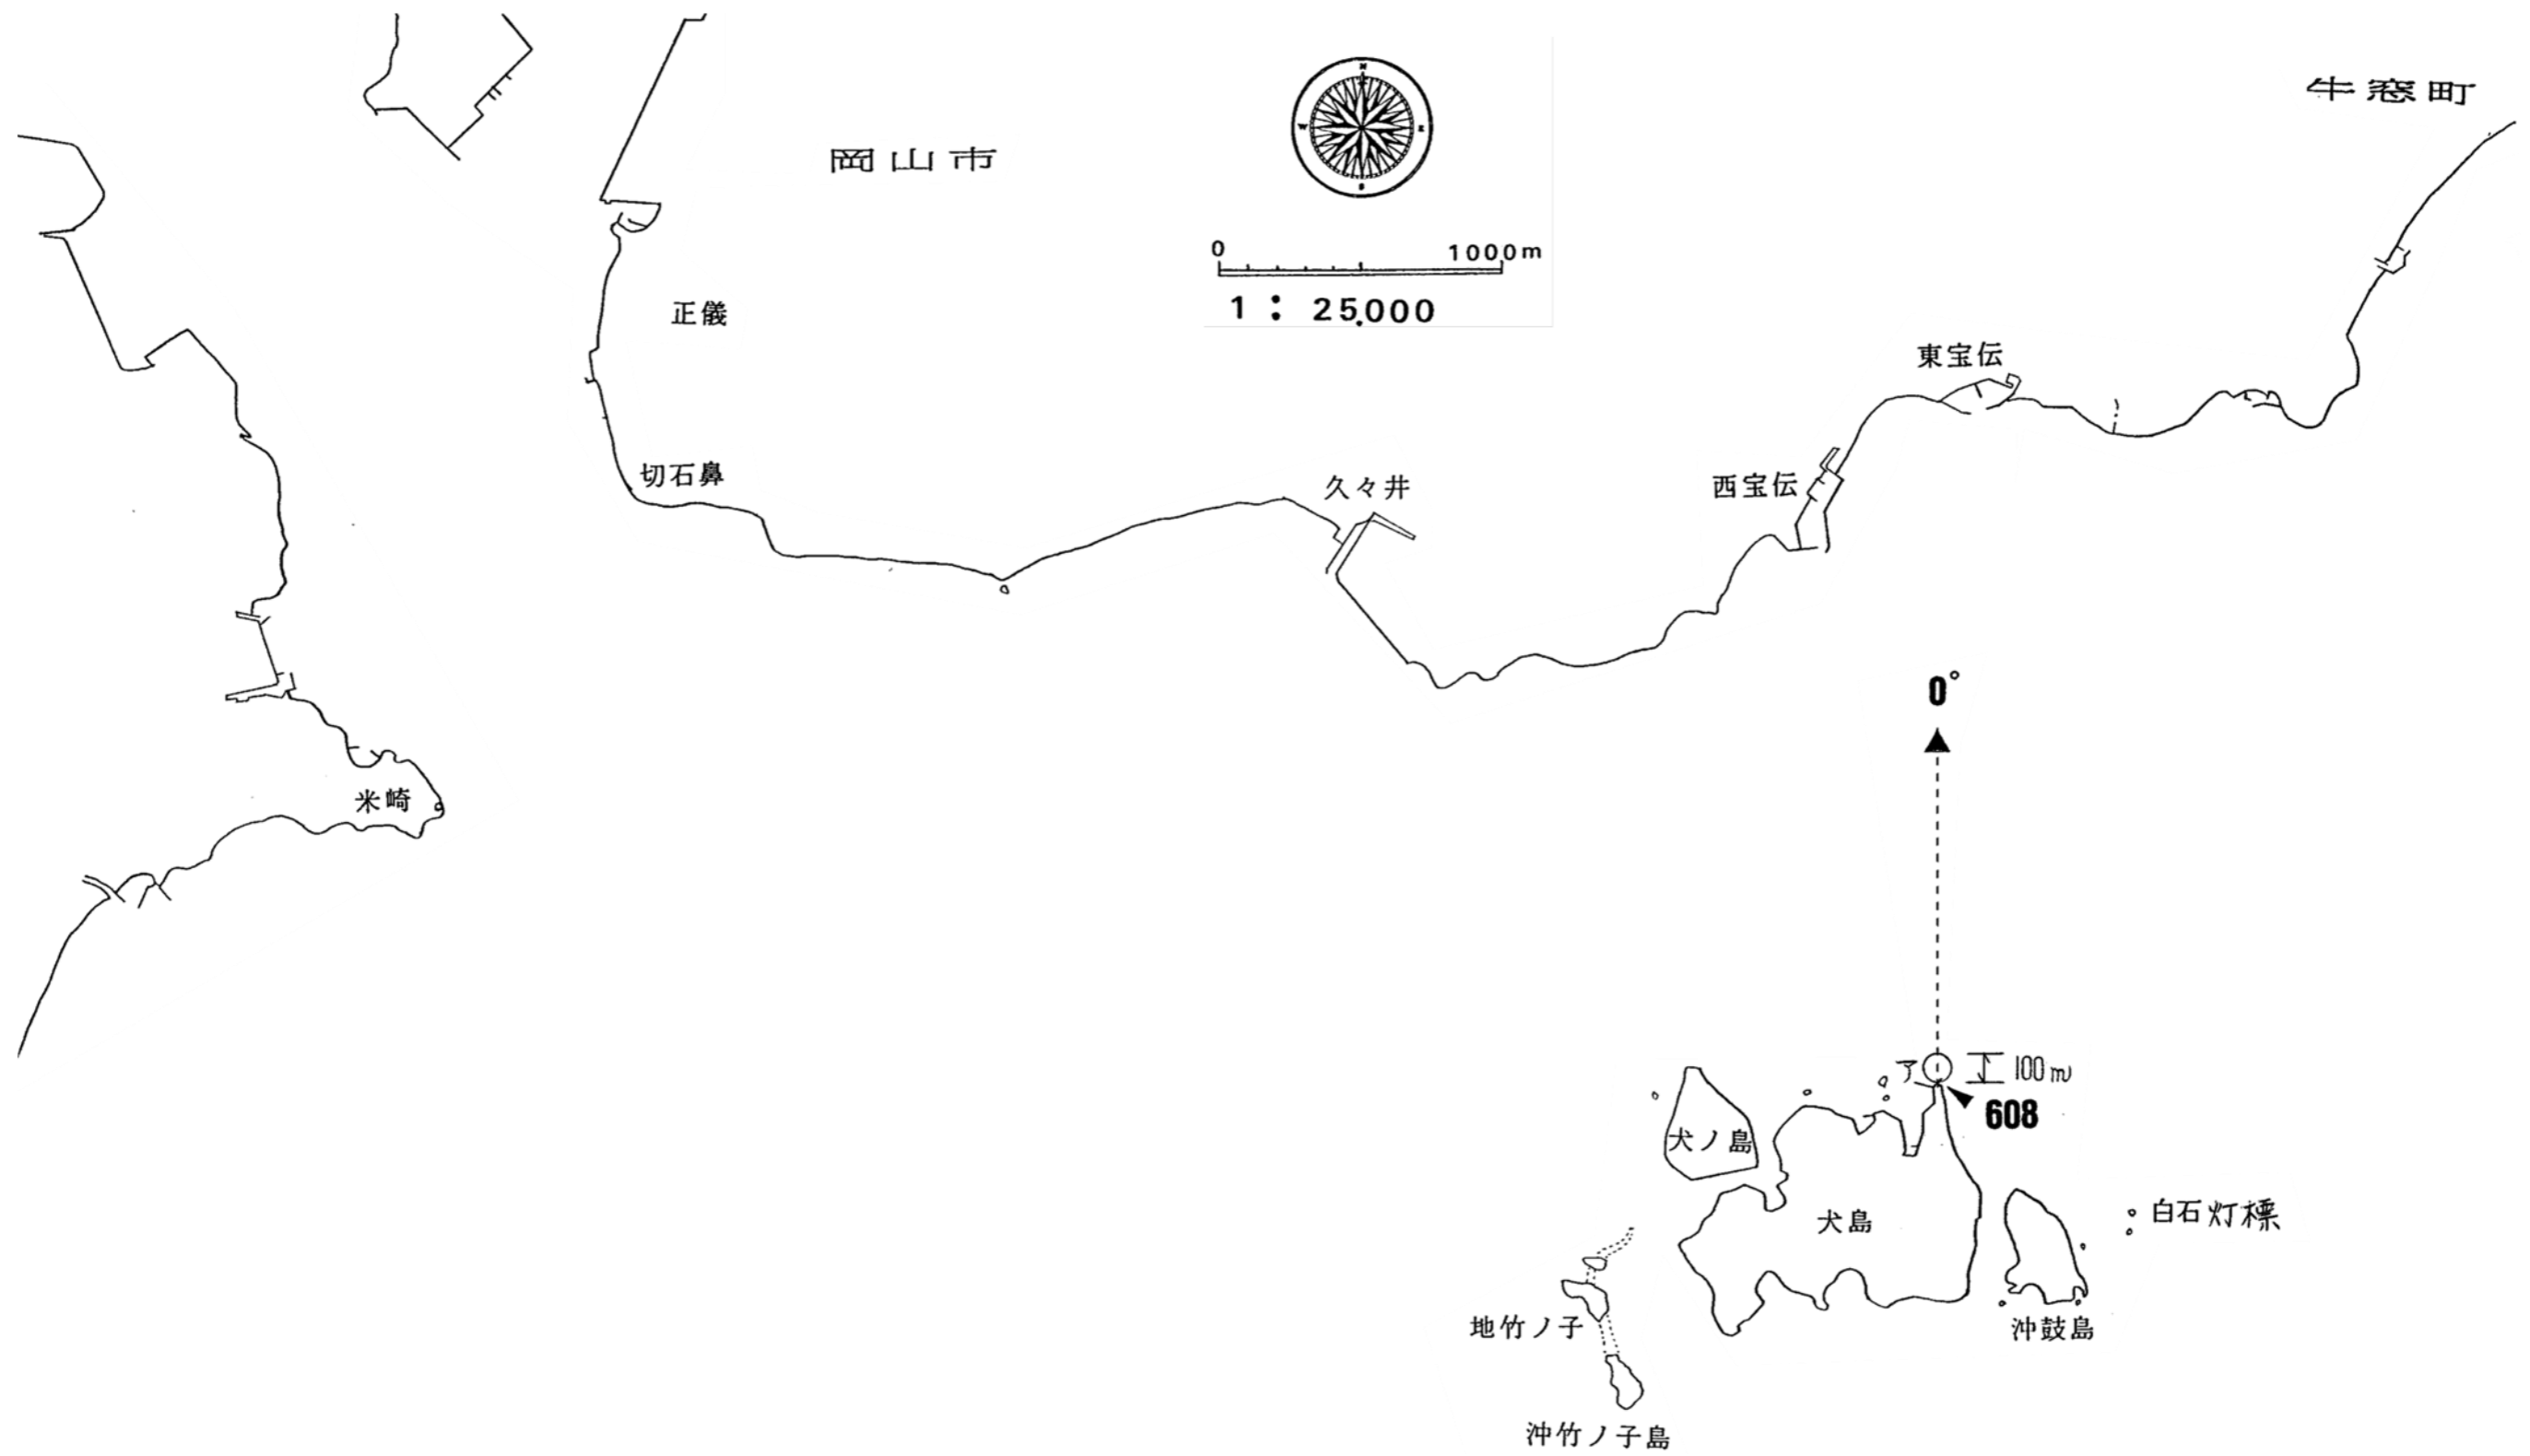 牛窓町
岡山市
N
W
E
S
0 1000m
1 : 25,000
正儀
東宝伝
切石鼻
久々井
西宝伝
0°
米崎
ア
100m
608
犬ノ島
犬島
白石灯標
地竹ノ子
沖鼓島
沖竹ノ子島